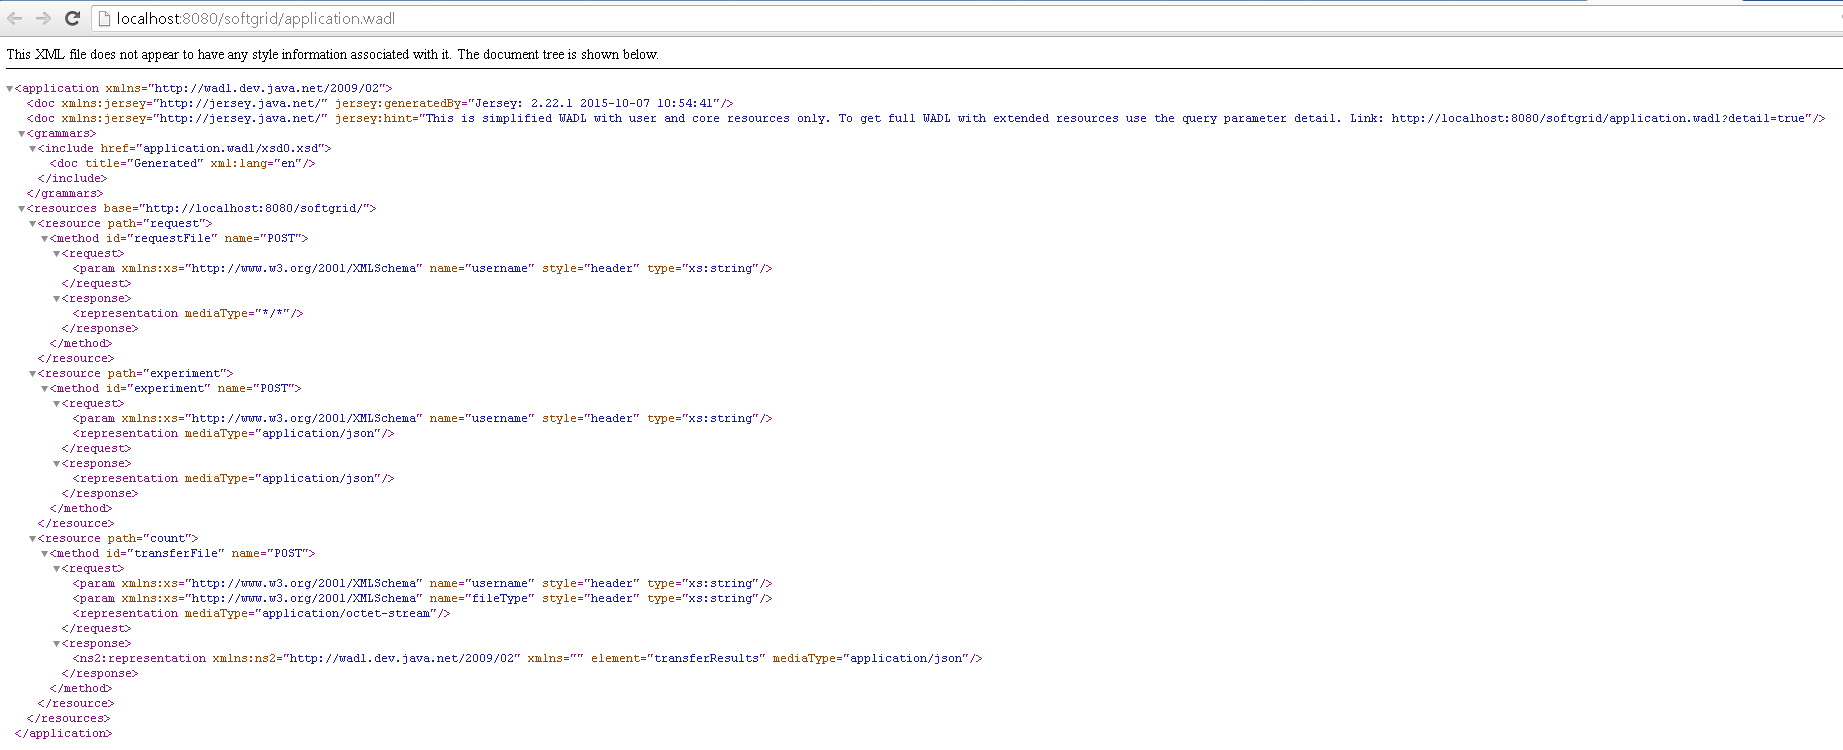 localhost:8080/softgrid/application.wadl
This XML file does not appear to have any style information associated with it. The document tree is shown below.
<application xmlns="http://wadl.dev.java.net/2009/02">
<doc xmlns:jersey="http://jersey.java.net/" jersey:generatedBy="Jersey: 2.22.1 2015-10-07 10:54:41"/>
<doc xmlns:jersey="http://jersey.java.net/" jersey:hint="This is simplified WADL with user and core resources only. To get full WADL with extended resources use the query parameter detail. Link: http://localhost:8080/softgrid/application.wadl?detail=true"/>
<grammars>
<include href="application.wadl/xsd0.xsd">
<doc title="Generated" xml:lang="en"/>
</include>
</grammars>
<resources base="http://localhost:8080/softgrid/">
<resource path="request">
<method id="requestFile" name="POST">
<request>
<param xmlns:xs="http://www.w3.org/2001/XMLSchema" name="username" style="header" type="xs:string"/>
</request>
<response>
<representation mediaType="*/*"/>
</response>
</method>
</resource>
<resource path="experiment">
<method id="experiment" name="POST">
<request>
<param xmlns:xs="http://www.w3.org/2001/XMLSchema" name="username" style="header" type="xs:string"/>
<representation mediaType="application/json"/>
</request>
<response>
<representation mediaType="application/json"/>
</response>
</method>
</resource>
<resource path="count">
<method id="transferFile" name="POST">
<request>
<param xmlns:xs="http://www.w3.org/2001/XMLSchema" name="username" style="header" type="xs:string"/>
<param xmlns:xs="http://www.w3.org/2001/XMLSchema" name="fileType" style="header" type="xs:string"/>
<representation mediaType="application/octet-stream"/>
</request>
<response>
<ns2:representation xmlns:ns2="http://wadl.dev.java.net/2009/02" xmlns="" element="transferResults" mediaType="application/json"/>
</response>
</method>
</resource>
</resources>
</application>